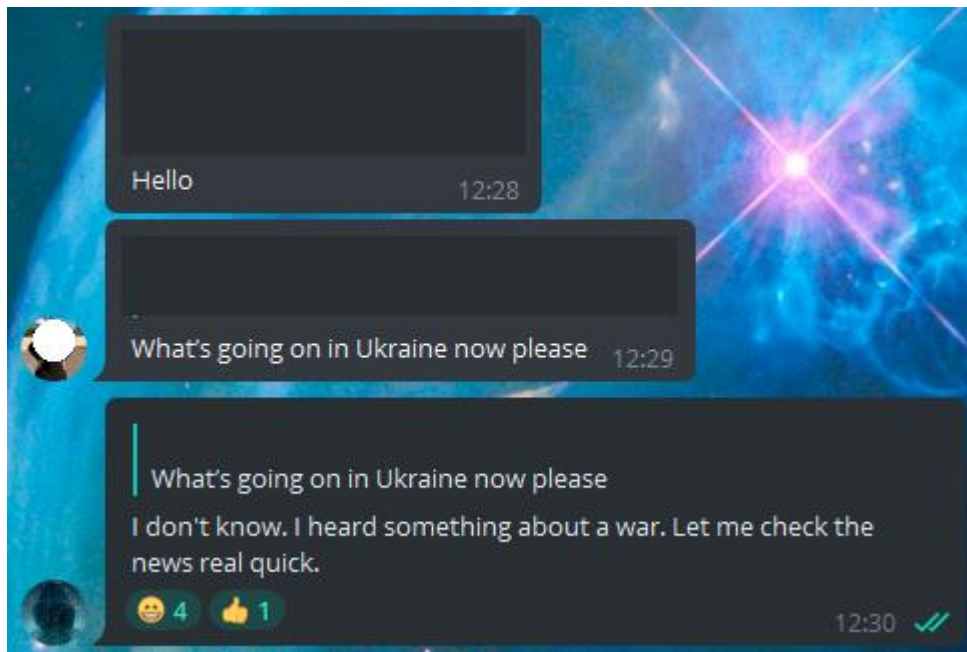 Hello
12:28
What's going on in Ukraine now please
12:29
What's going on in Ukraine now please
I don't know. I heard something about a war. Let me check the
news real quick.
4 1
12:30